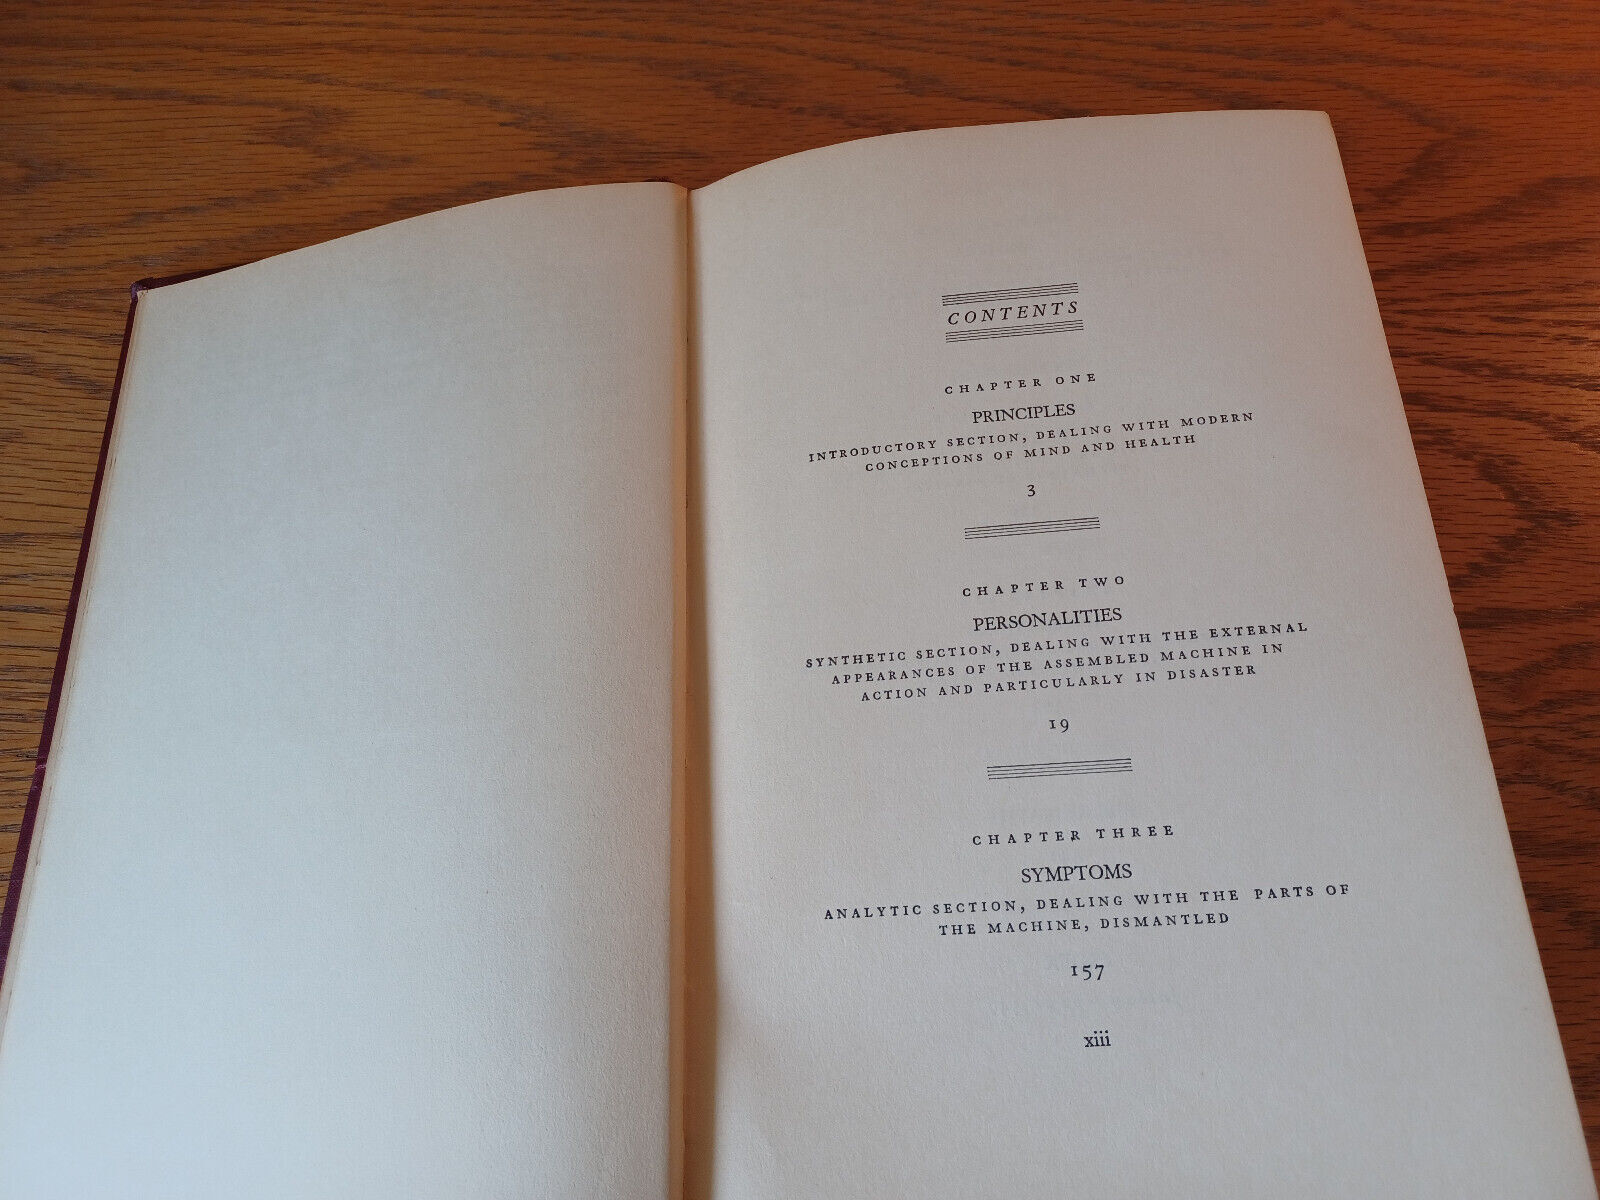 CONTENTS
CHAPTER ONE
PRINCIPLES
INTRODUCTORY SECTION, DEALING WITH MODERN
CONCEPTIONS OF MIND AND HEALTH
3
CHAPTER TWO
PERSONALITIES
SYNTHETIC SECTION, DEALING WITH THE EXTERNAL
APPEARANCES OF THE ASSEMBLED MACHINE IN
ACTION AND PARTICULARLY IN DISASTER
19
CHAPTER THREE
SYMPTOMS
ANALYTIC SECTION, DEALING WITH THE PARTS OF
THE MACHINE, DISMANTLED
157
xiii